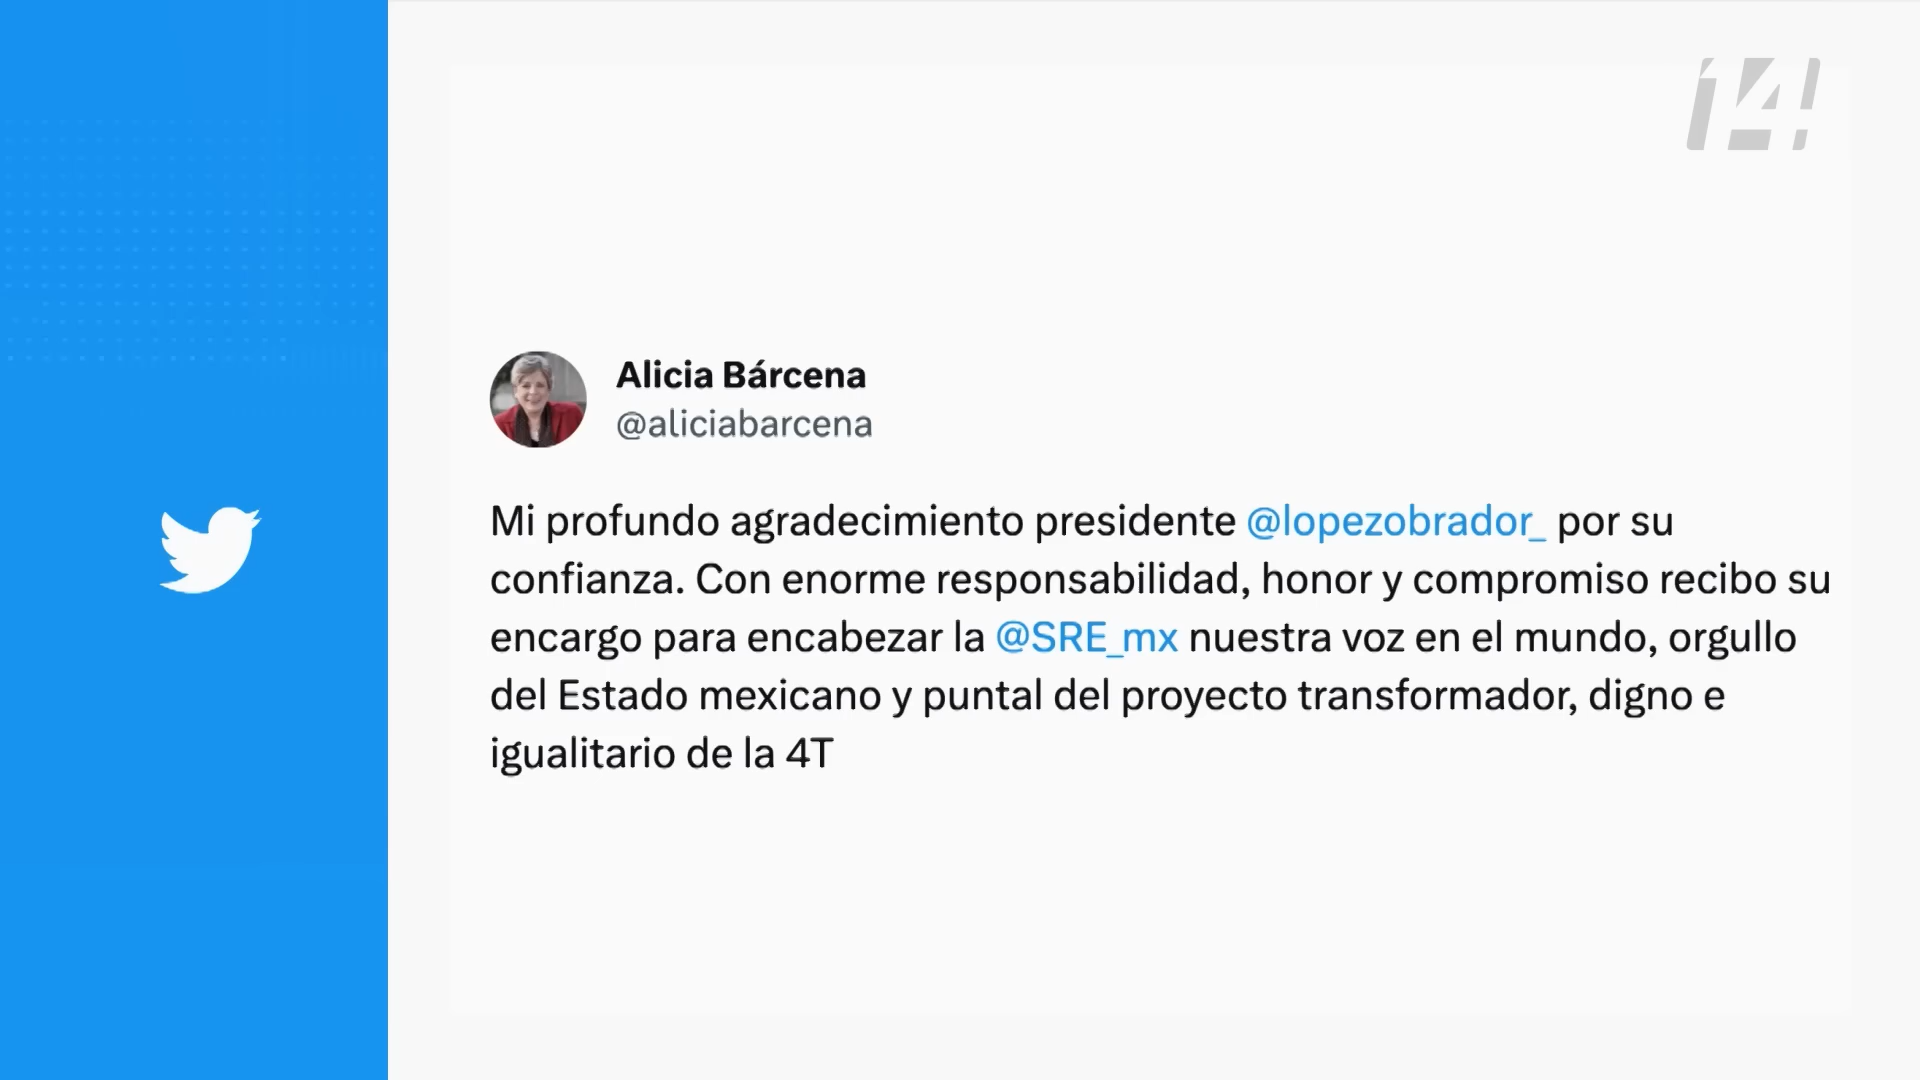 14!
Alicia Bárcena
@aliciabarcena
Mi profundo agradecimiento presidente @lopezobrador_ por su
confianza. Con enorme responsabilidad, honor y compromiso recibo su
encargo para encabezar la @SRE_mx nuestra voz en el mundo, orgullo
del Estado mexicano y puntal del proyecto transformador, digno e
igualitario de la 4T